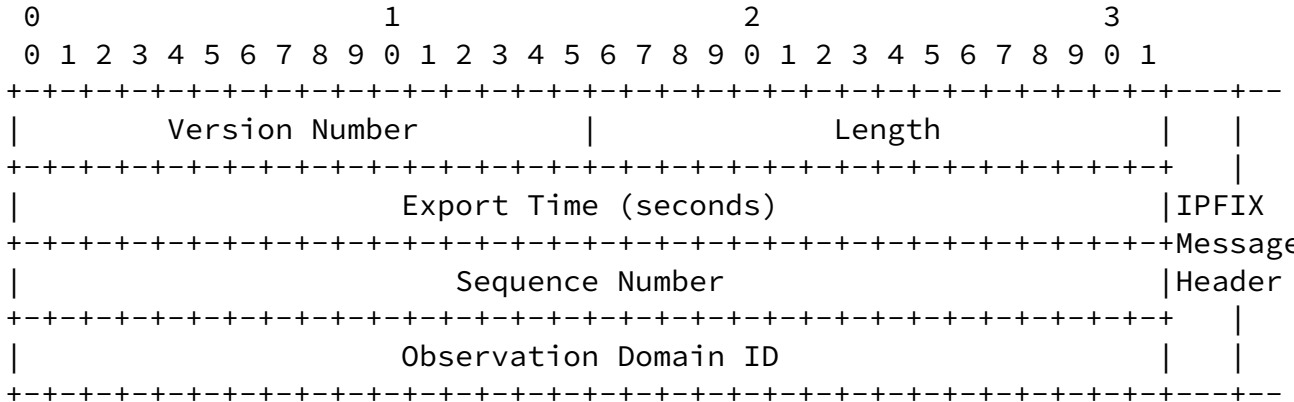 0                   1                   2                   3
 0 1 2 3 4 5 6 7 8 9 0 1 2 3 4 5 6 7 8 9 0 1 2 3 4 5 6 7 8 9 0 1
+-+-+-+-+-+-+-+-+-+-+-+-+-+-+-+-+-+-+-+-+-+-+-+-+-+-+-+-+-+-+-+-+---+--
|        Version Number         |             Length            |   |
+-+-+-+-+-+-+-+-+-+-+-+-+-+-+-+-+-+-+-+-+-+-+-+-+-+-+-+-+-+-+-+-+   |
|                     Export Time (seconds)                     |IPFIX
+-+-+-+-+-+-+-+-+-+-+-+-+-+-+-+-+-+-+-+-+-+-+-+-+-+-+-+-+-+-+-+-+Message
|                        Sequence Number                        |Header
+-+-+-+-+-+-+-+-+-+-+-+-+-+-+-+-+-+-+-+-+-+-+-+-+-+-+-+-+-+-+-+-+   |
|                     Observation Domain ID                     |   |
+-+-+-+-+-+-+-+-+-+-+-+-+-+-+-+-+-+-+-+-+-+-+-+-+-+-+-+-+-+-+-+-+---+--